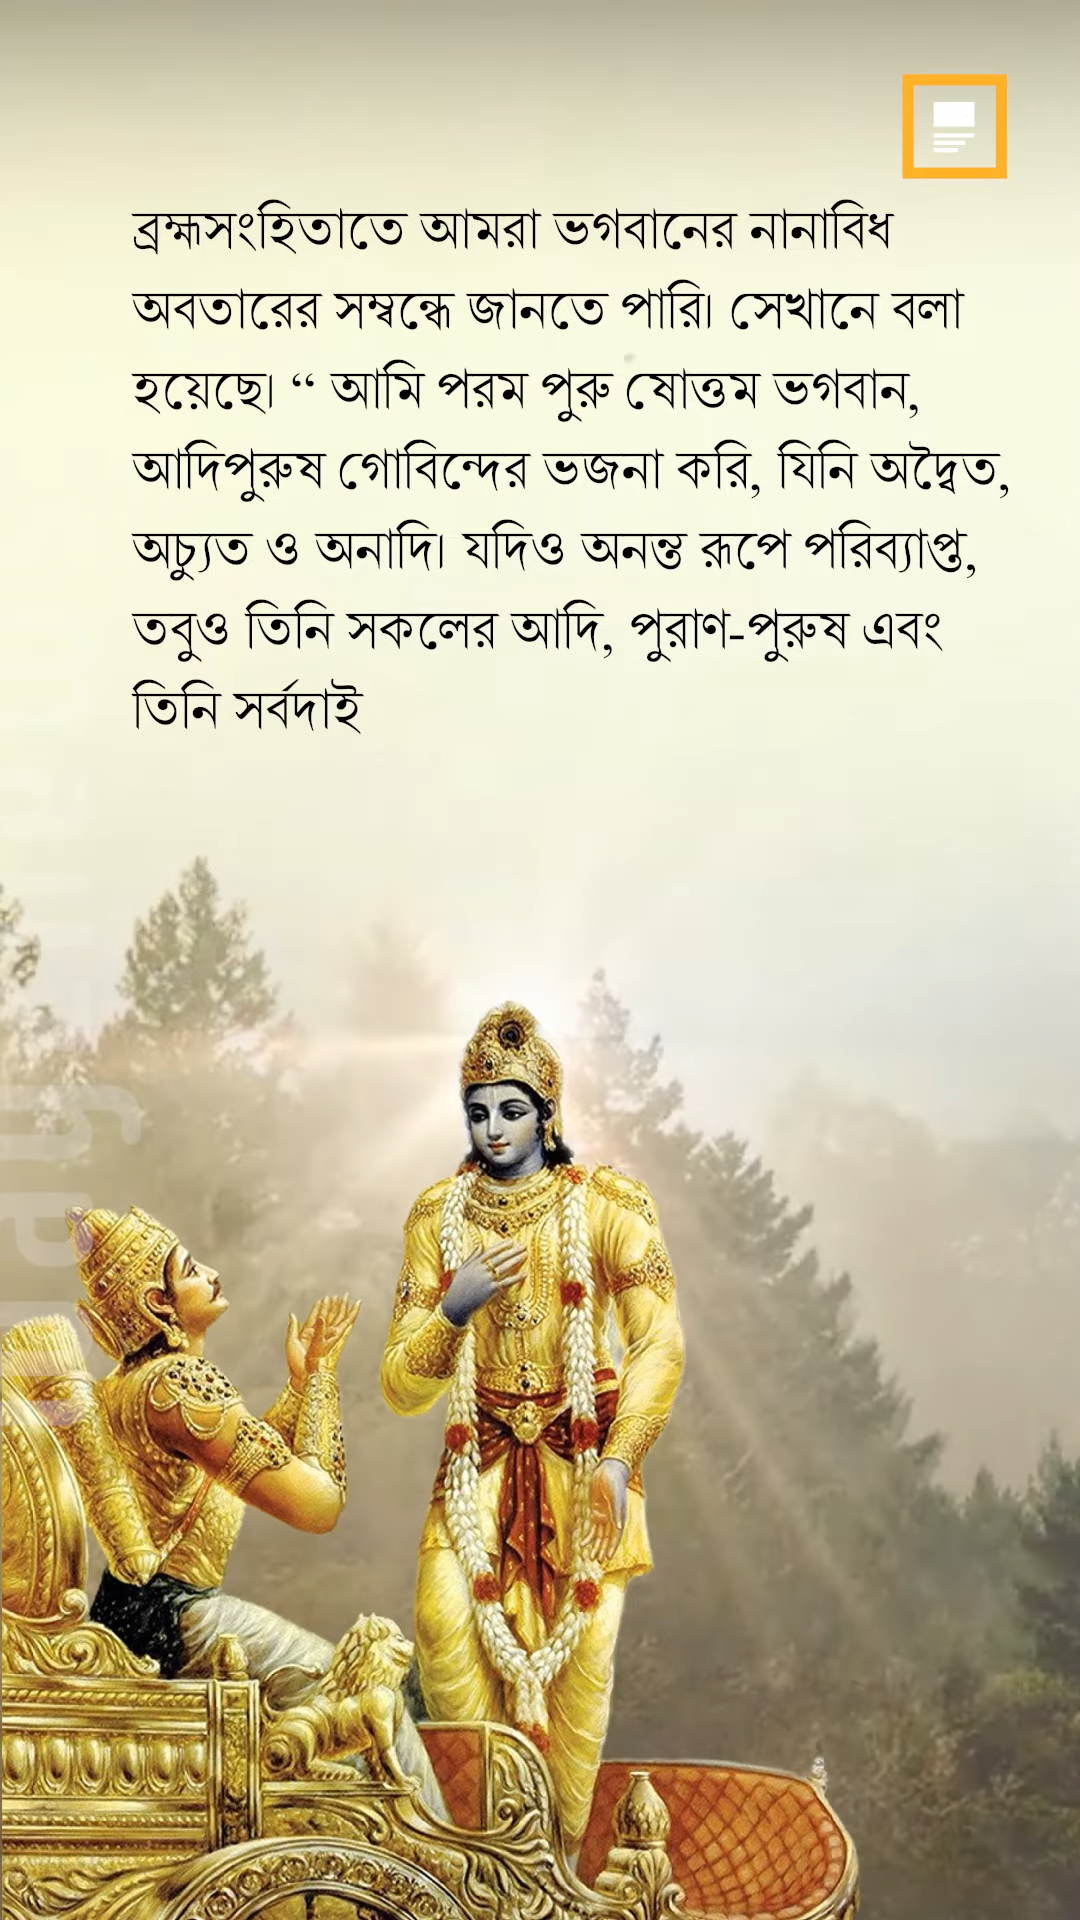 ব্রহ্মসংহিতাতে আমরা ভগবানের নানাবিধ
অবতারের সম্বন্ধে জানতে পারি। সেখানে বলা
হয়েছে। “ আমি পরম পুরু ষোত্তম ভগবান,
আদিপুরুষ গোবিন্দের ভজনা করি, যিনি অদ্বৈত,
অচ্যুত ও অনাদি। যদিও অনন্ত রূপে পরিব্যাপ্ত,
তবুও তিনি সকলের আদি, পুরাণ-পুরুষ এবং
তিনি সর্বদাই